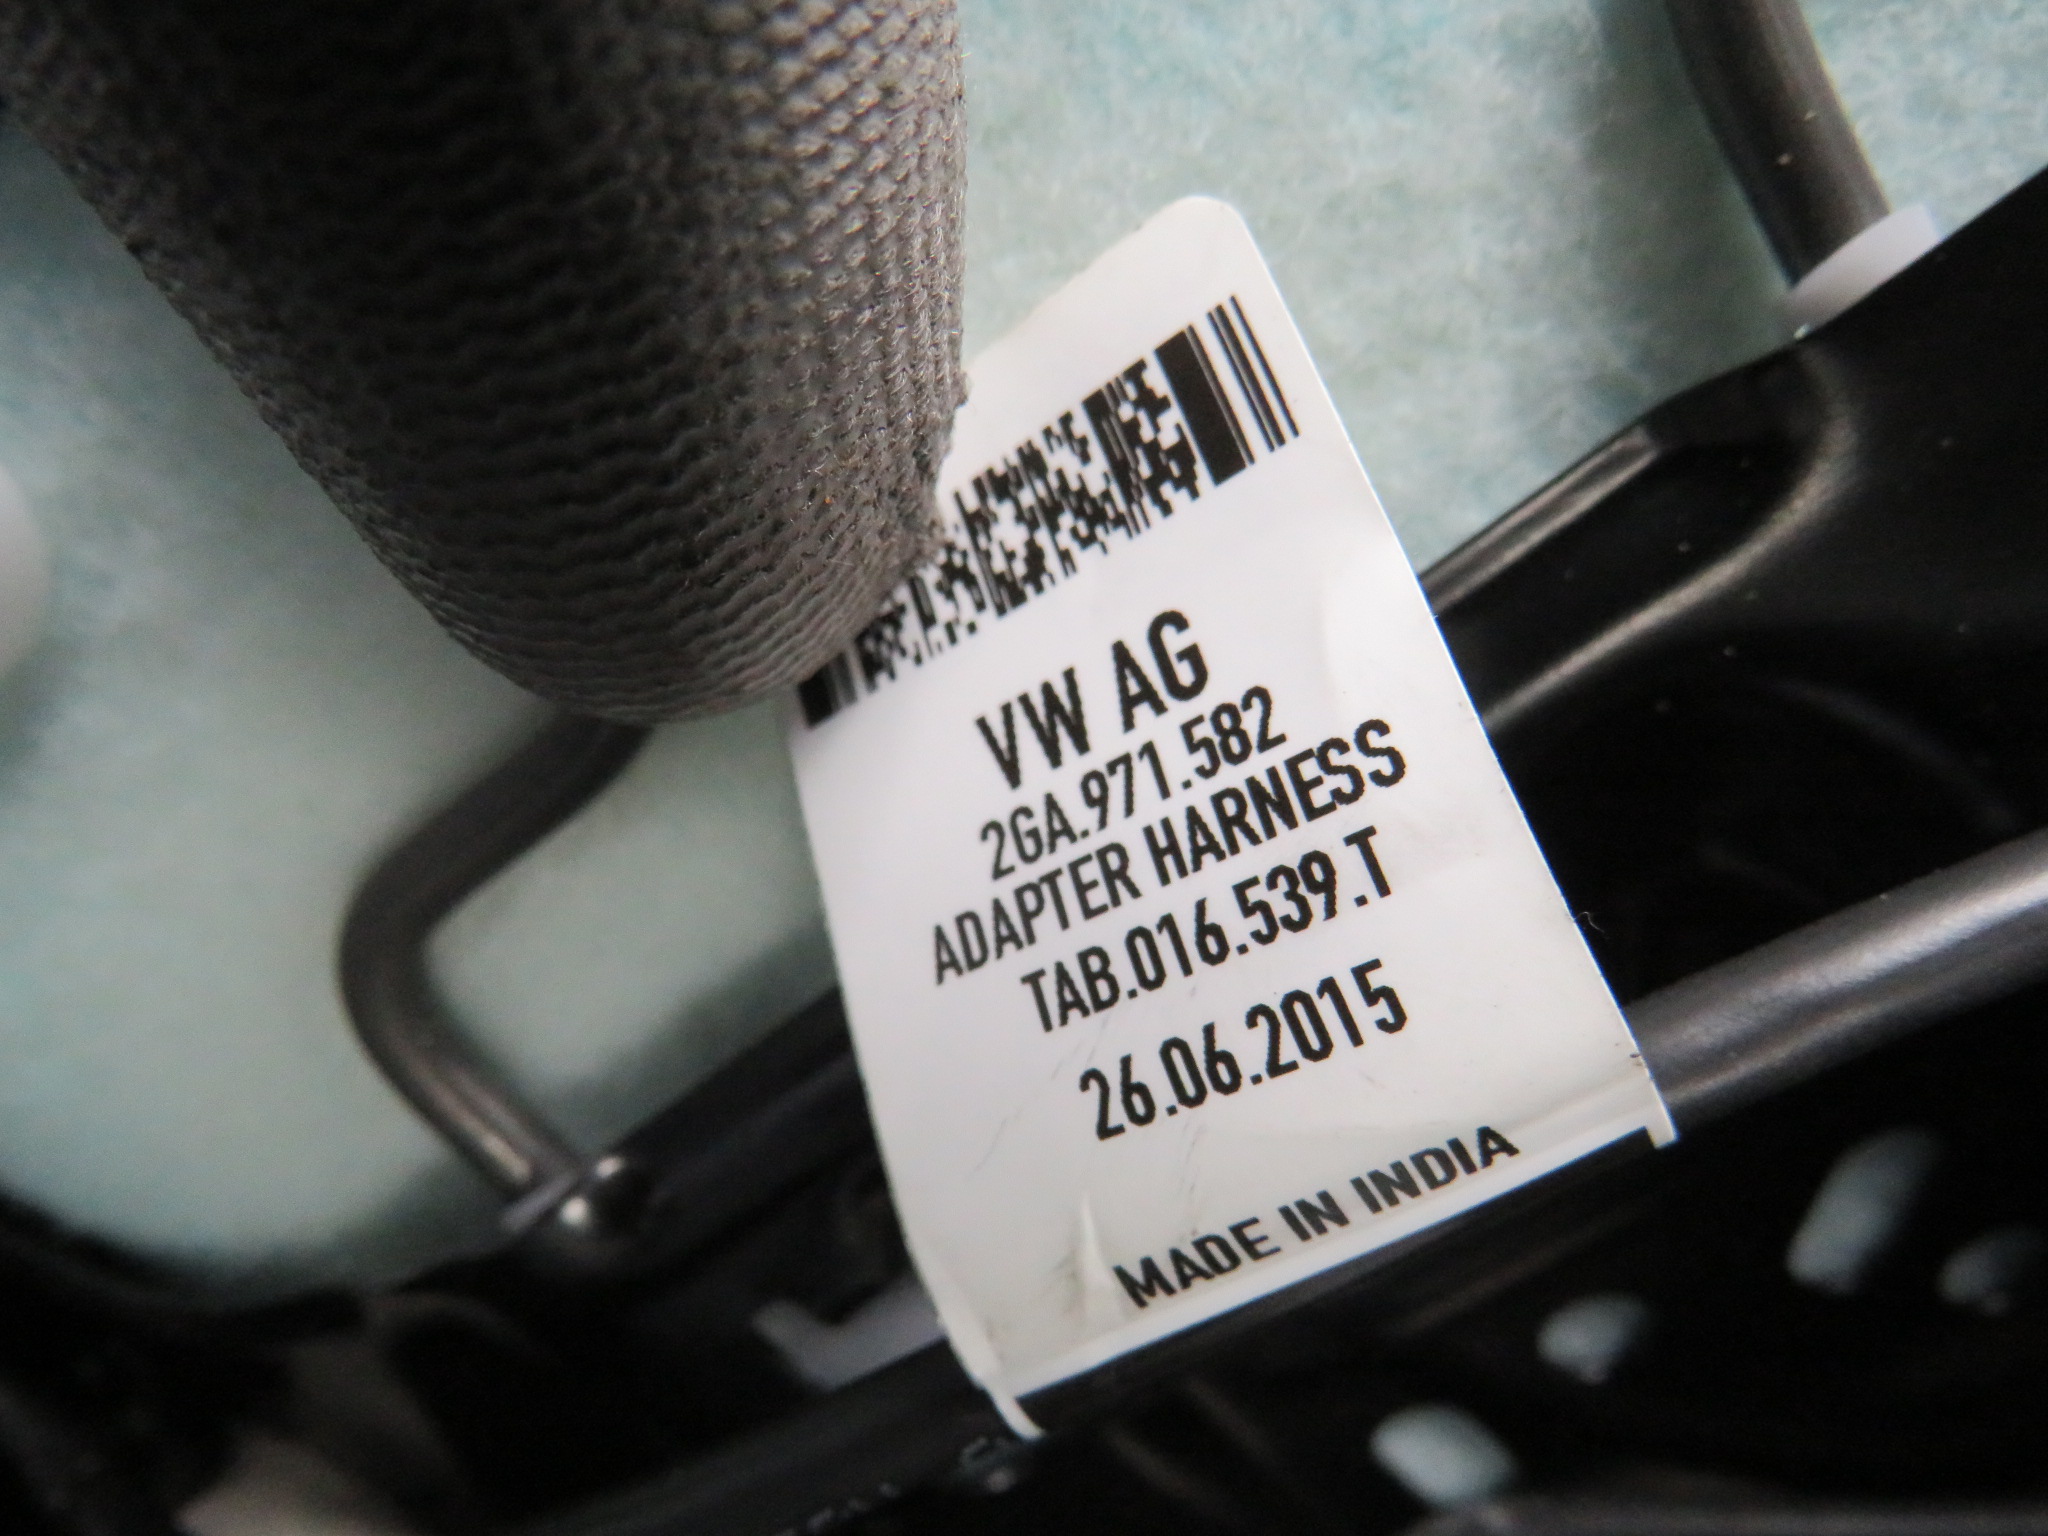 VW AG
2GA.971.582
ADAPTER HARNESS
TAB.016.539.T
26.06.2015
MADE IN INDIA